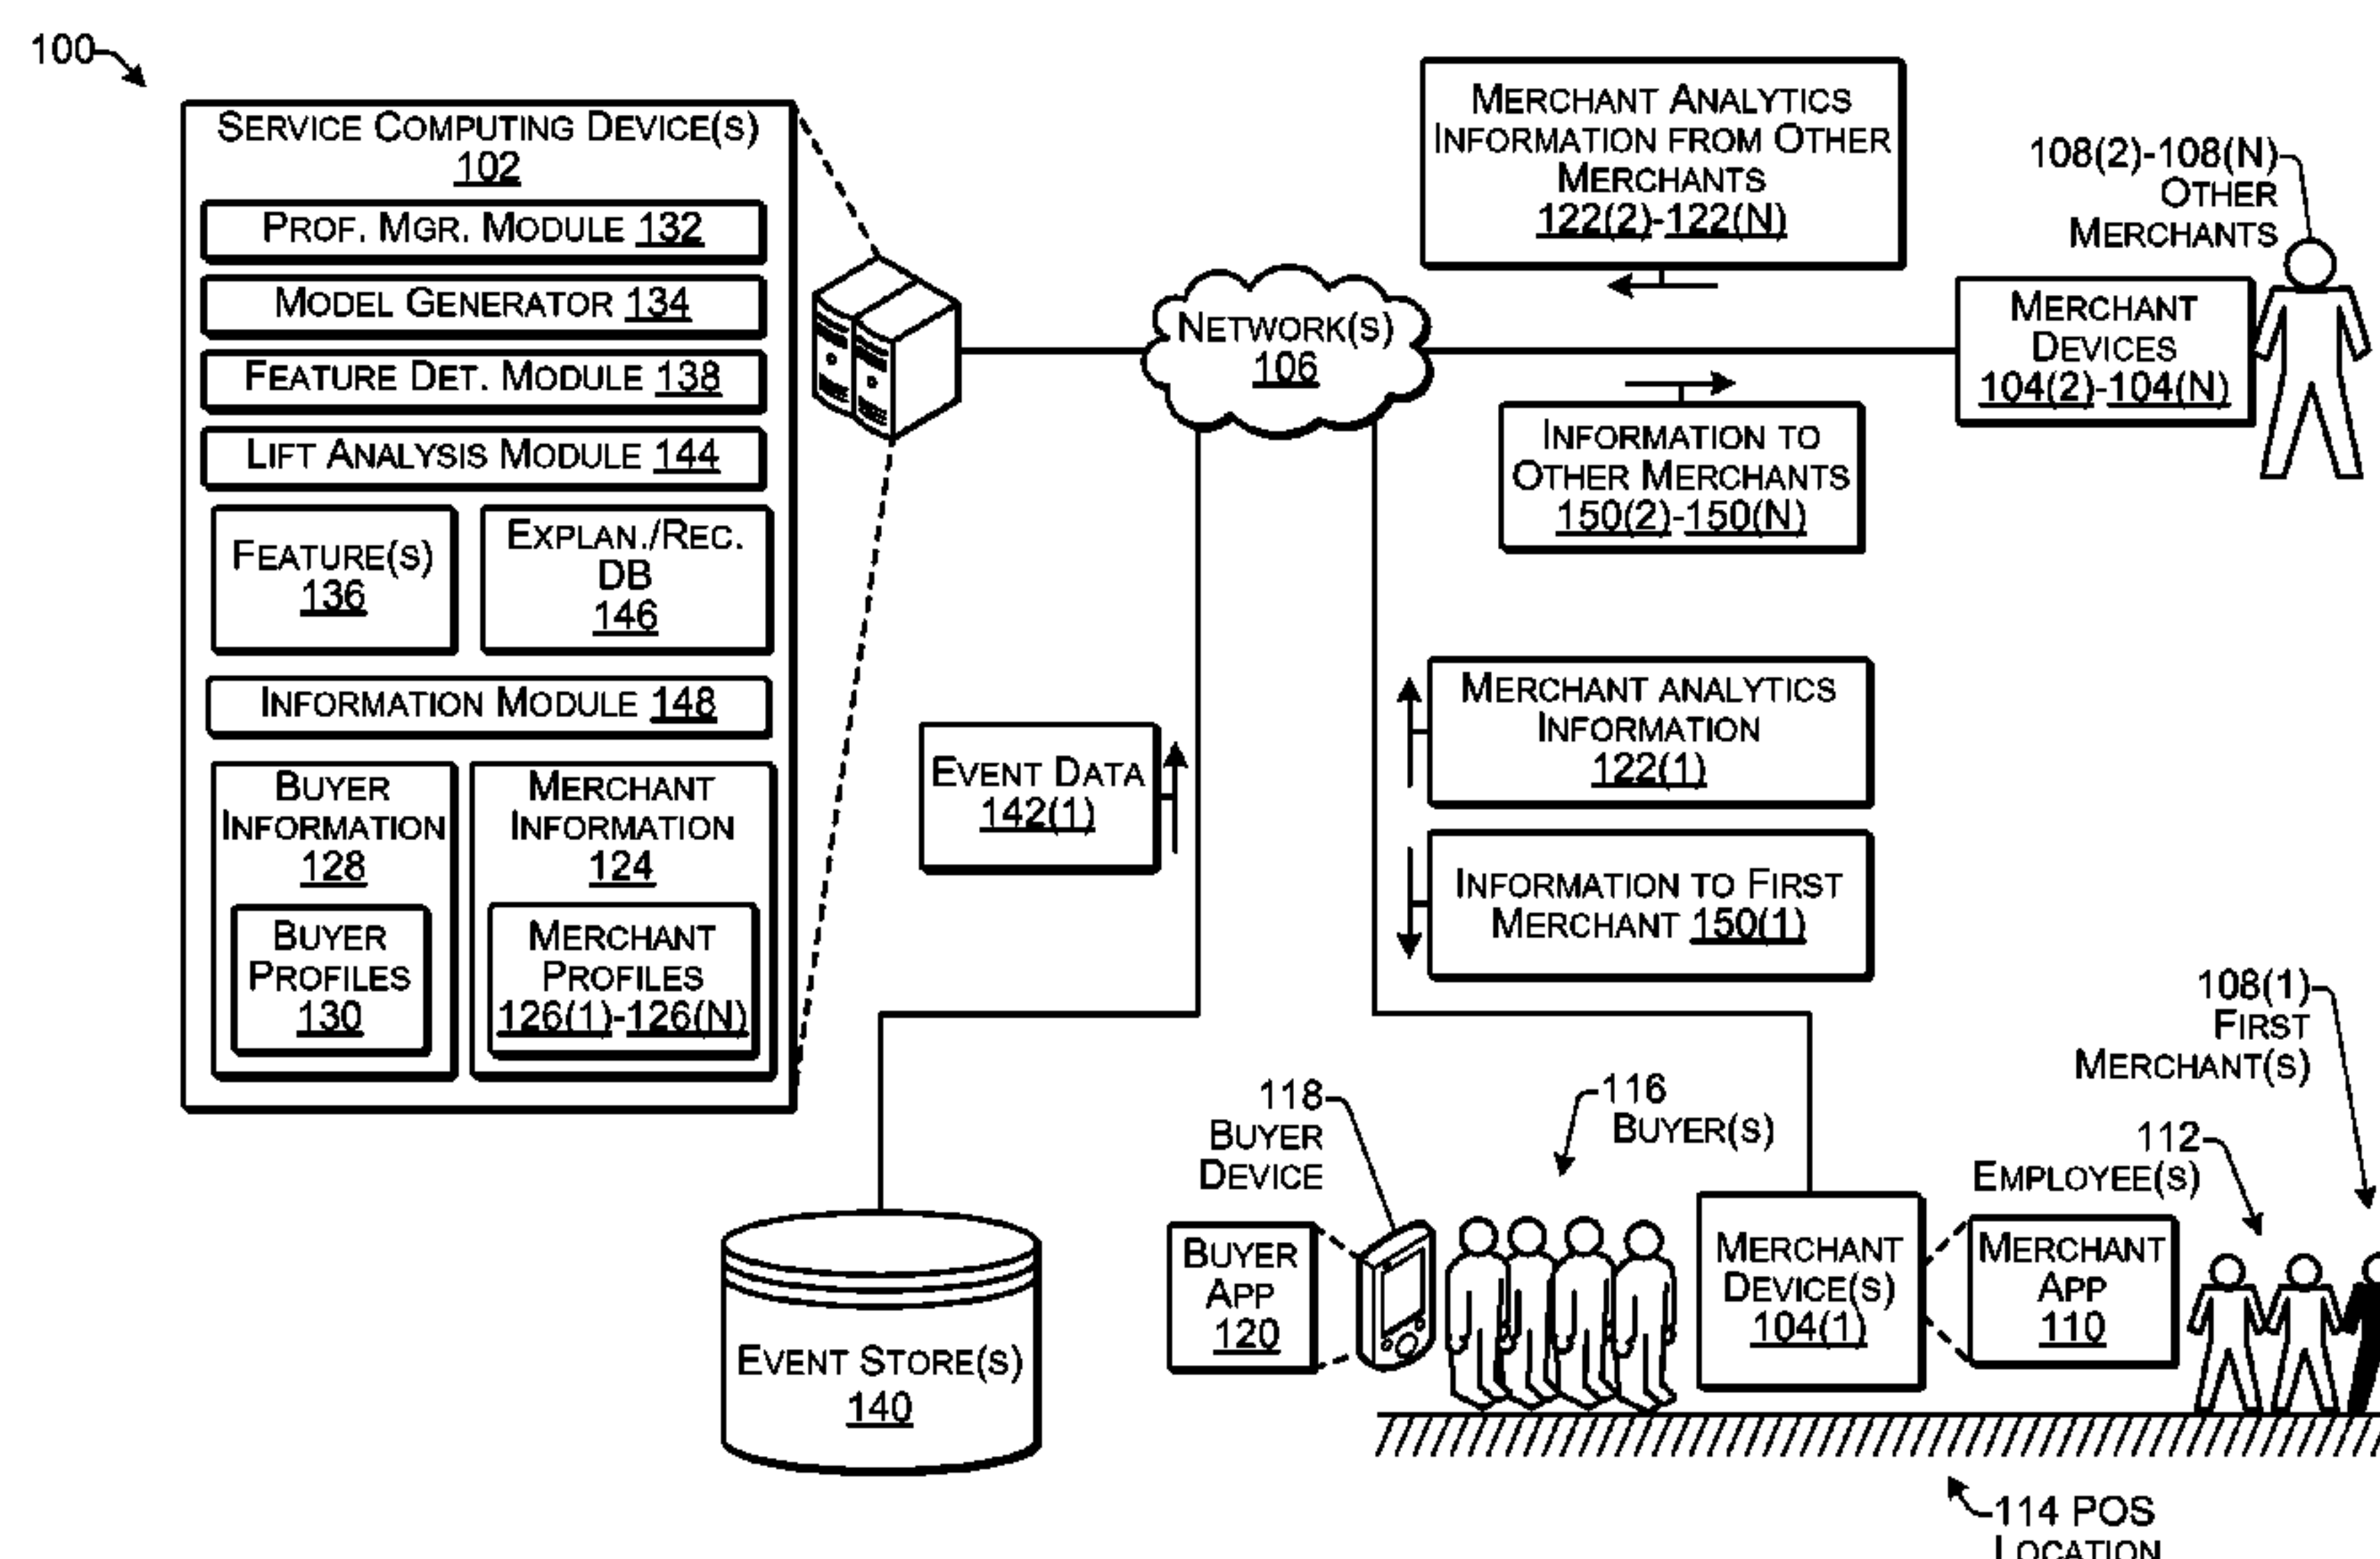 100
SERVICE COMPUTING DEVICE(S)
102
PROF. MGR. MODULE 132
MODEL GENERATOR 134
FEATURE DET. MODULE 138
LIFT ANALYSIS MODULE 144
FEATURE(S)
136
EXPLAN./REC.
DB
146
INFORMATION MODULE 148
BUYER
INFORMATION
128
BUYER
PROFILES
130
MERCHANT
INFORMATION
124
MERCHANT
PROFILES
126(1)-126(N)
NETWORK(S)
106
MERCHANT ANALYTICS
INFORMATION FROM OTHER
MERCHANTS
122(2)-122(N)
108(2)-108(N)
OTHER
MERCHANTS
MERCHANT
DEVICES
104(2)-104(N)
INFORMATION TO
OTHER MERCHANTS
150(2)-150(N)
EVENT DATA
142(1)
MERCHANT ANALYTICS
INFORMATION
122(1)
INFORMATION TO FIRST
MERCHANT 150(1)
108(1)
FIRST
MERCHANT(S)
118
BUYER
DEVICE
116
BUYER(S)
112
EMPLOYEE(S)
BUYER
APP
120
MERCHANT
DEVICE(S)
104(1)
MERCHANT
APP
110
EVENT STORE(S)
140
114 POS
LOCATION